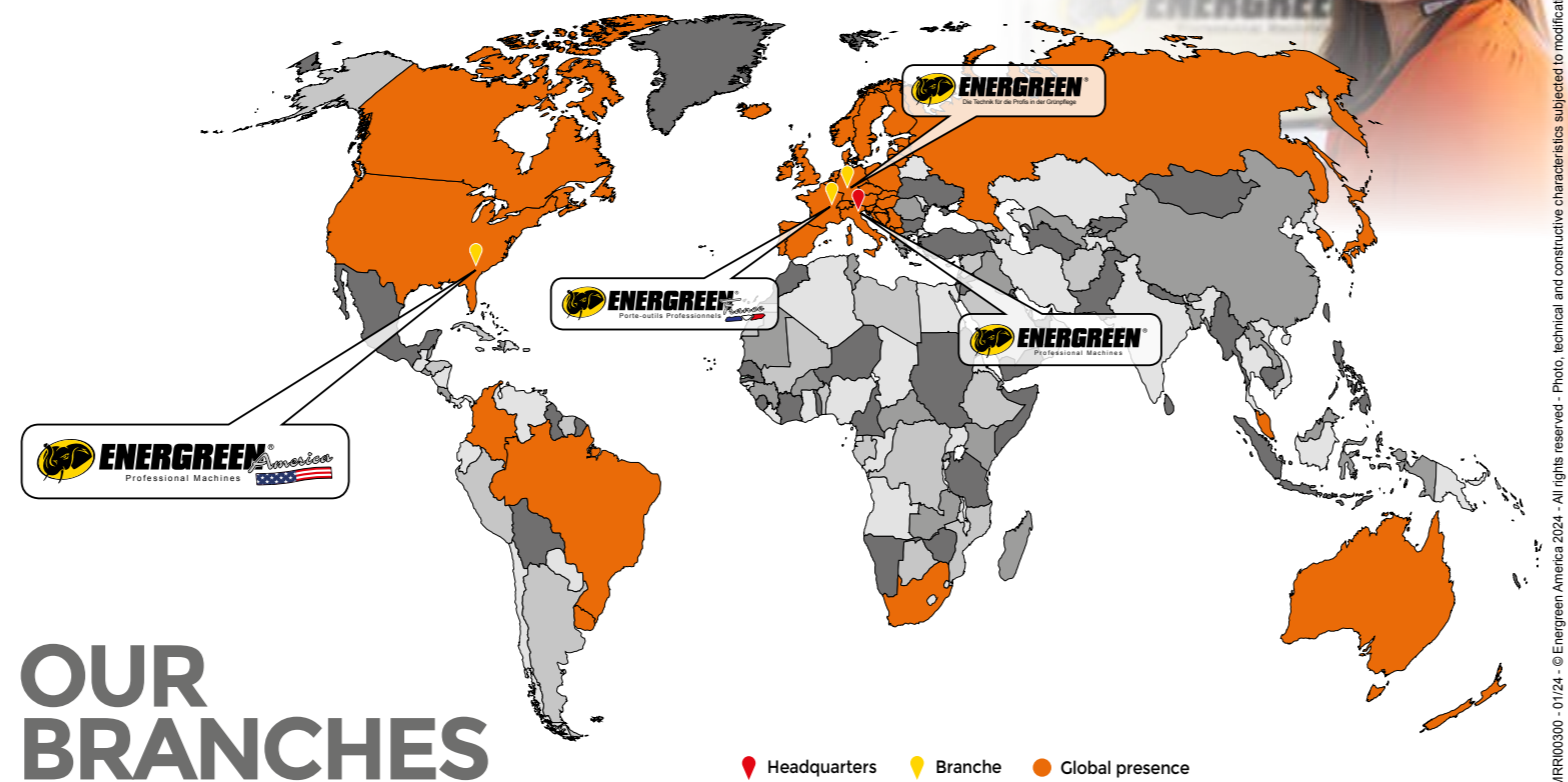 ENERGREEN
ENERGREEN®
Die Technik für die Profis in der Grünpflege
ENERGREEN®
Porte-outils Professionnels
France
ENERGREEN®
Professional Machines
ENERGREEN®
America
Professional Machines
OUR
BRANCHES
Headquarters
Branche
Global presence
00300 - 01/24 - © Energreen America 2024 - All rights reserved - Photo, technical and constructive characteristics subjected to